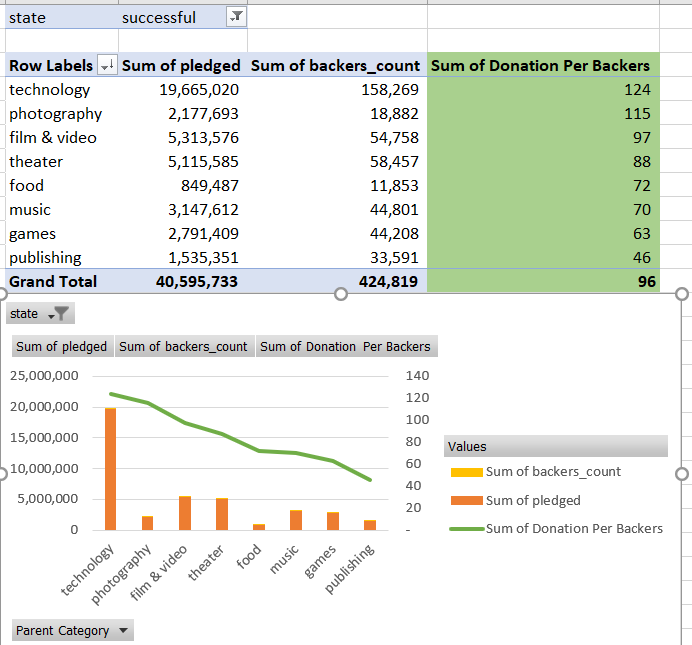 state successful
Row Labels Sum of pledged Sum of backers_count Sum of Donation Per Backers
technology 19,665,020 158,269 124
photography 2,177,693 18,882 115
film & video 5,313,576 54,758 97
theater 5,115,585 58,457 88
food 849,487 11,853 72
music 3,147,612 44,801 70
games 2,791,409 44,208 63
publishing 1,535,351 33,591 46
Grand Total 40,595,733 424,819 96
state
Sum of pledged Sum of backers_count Sum of Donation Per Backers
25,000,000
20,000,000
15,000,000
10,000,000
5,000,000
0
140
120
100
80
60
40
20
-
technology
photography
film & video
theater
food
music
games
publishing
Values
Sum of backers_count
Sum of pledged
Sum of Donation Per Backers
Parent Category